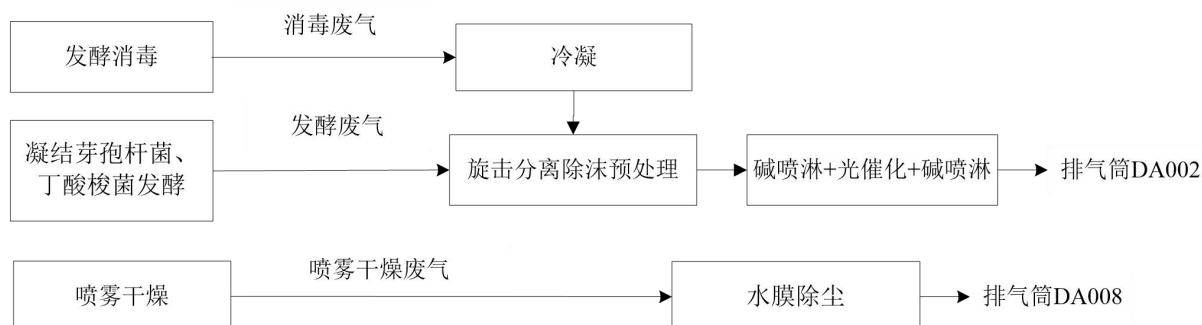 消毒废气
发酵消毒
冷凝
发酵废气
凝结芽孢杆菌、
丁酸梭菌发酵
旋击分离除沫预处理
碱喷淋+光催化+碱喷淋
排气筒DA002
喷雾干燥废气
喷雾干燥
水膜除尘
排气筒DA008